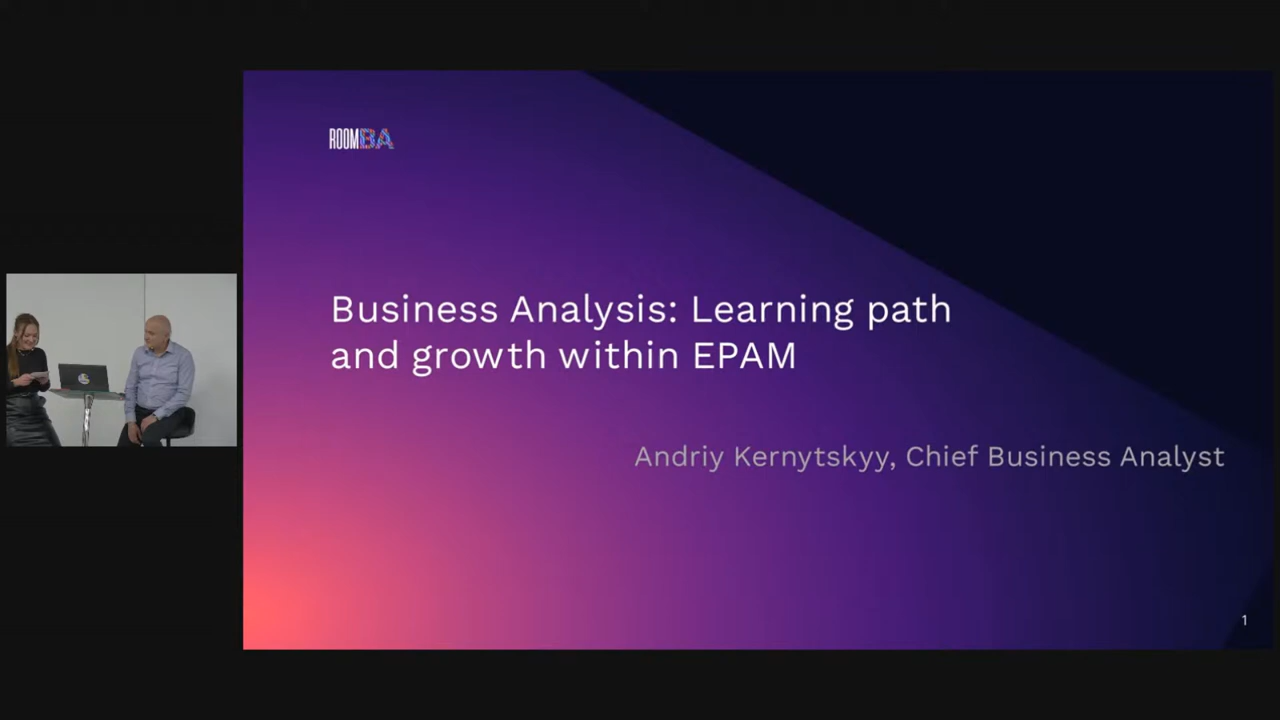 ROOMBA
Business Analysis: Learning path
and growth within EPAM
Andriy Kernytskyy, Chief Business Analyst
1